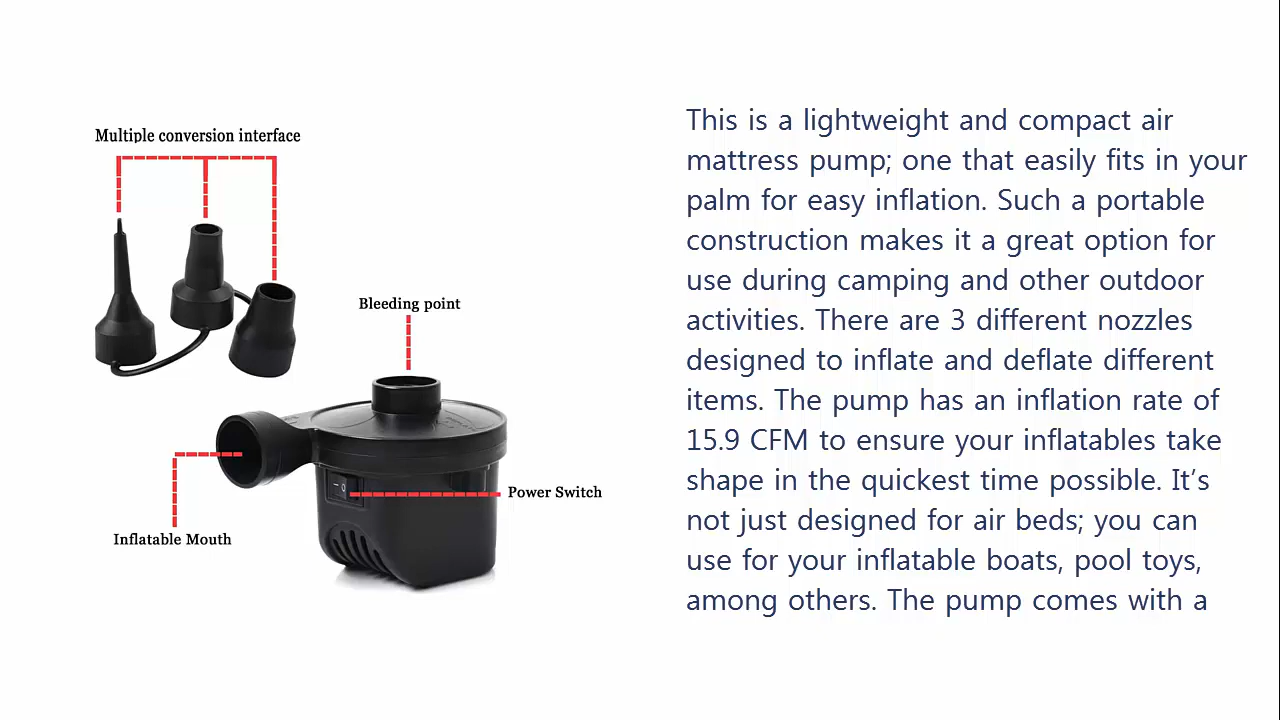 Multiple conversion interface
Bleeding point
Power Switch
Inflatable Mouth
This is a lightweight and compact air
mattress pump; one that easily fits in your
palm for easy inflation. Such a portable
construction makes it a great option for
use during camping and other outdoor
activities. There are 3 different nozzles
designed to inflate and deflate different
items. The pump has an inflation rate of
15.9 CFM to ensure your inflatables take
shape in the quickest time possible. It’s
not just designed for air beds; you can
use for your inflatable boats, pool toys,
among others. The pump comes with a